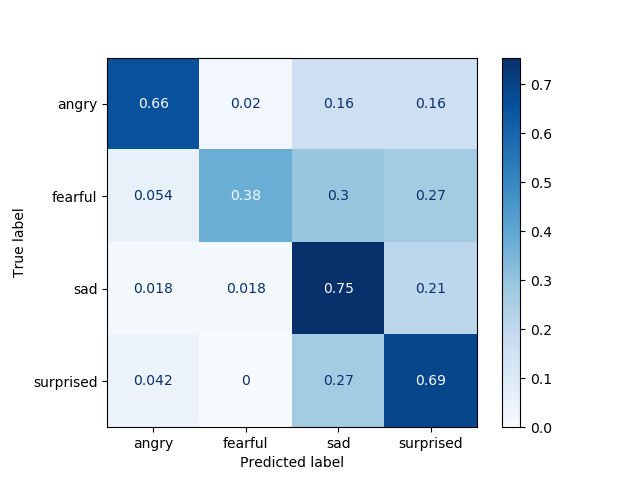 angry 0.66 0.02 0.16 0.16
fearful 0.054 0.38 0.3 0.27
sad 0.018 0.018 0.75 0.21
surprised 0.042 0 0.27 0.69
angry fearful sad surprised
Predicted label
True label
0.7
0.6
0.5
0.4
0.3
0.2
0.1
0.0